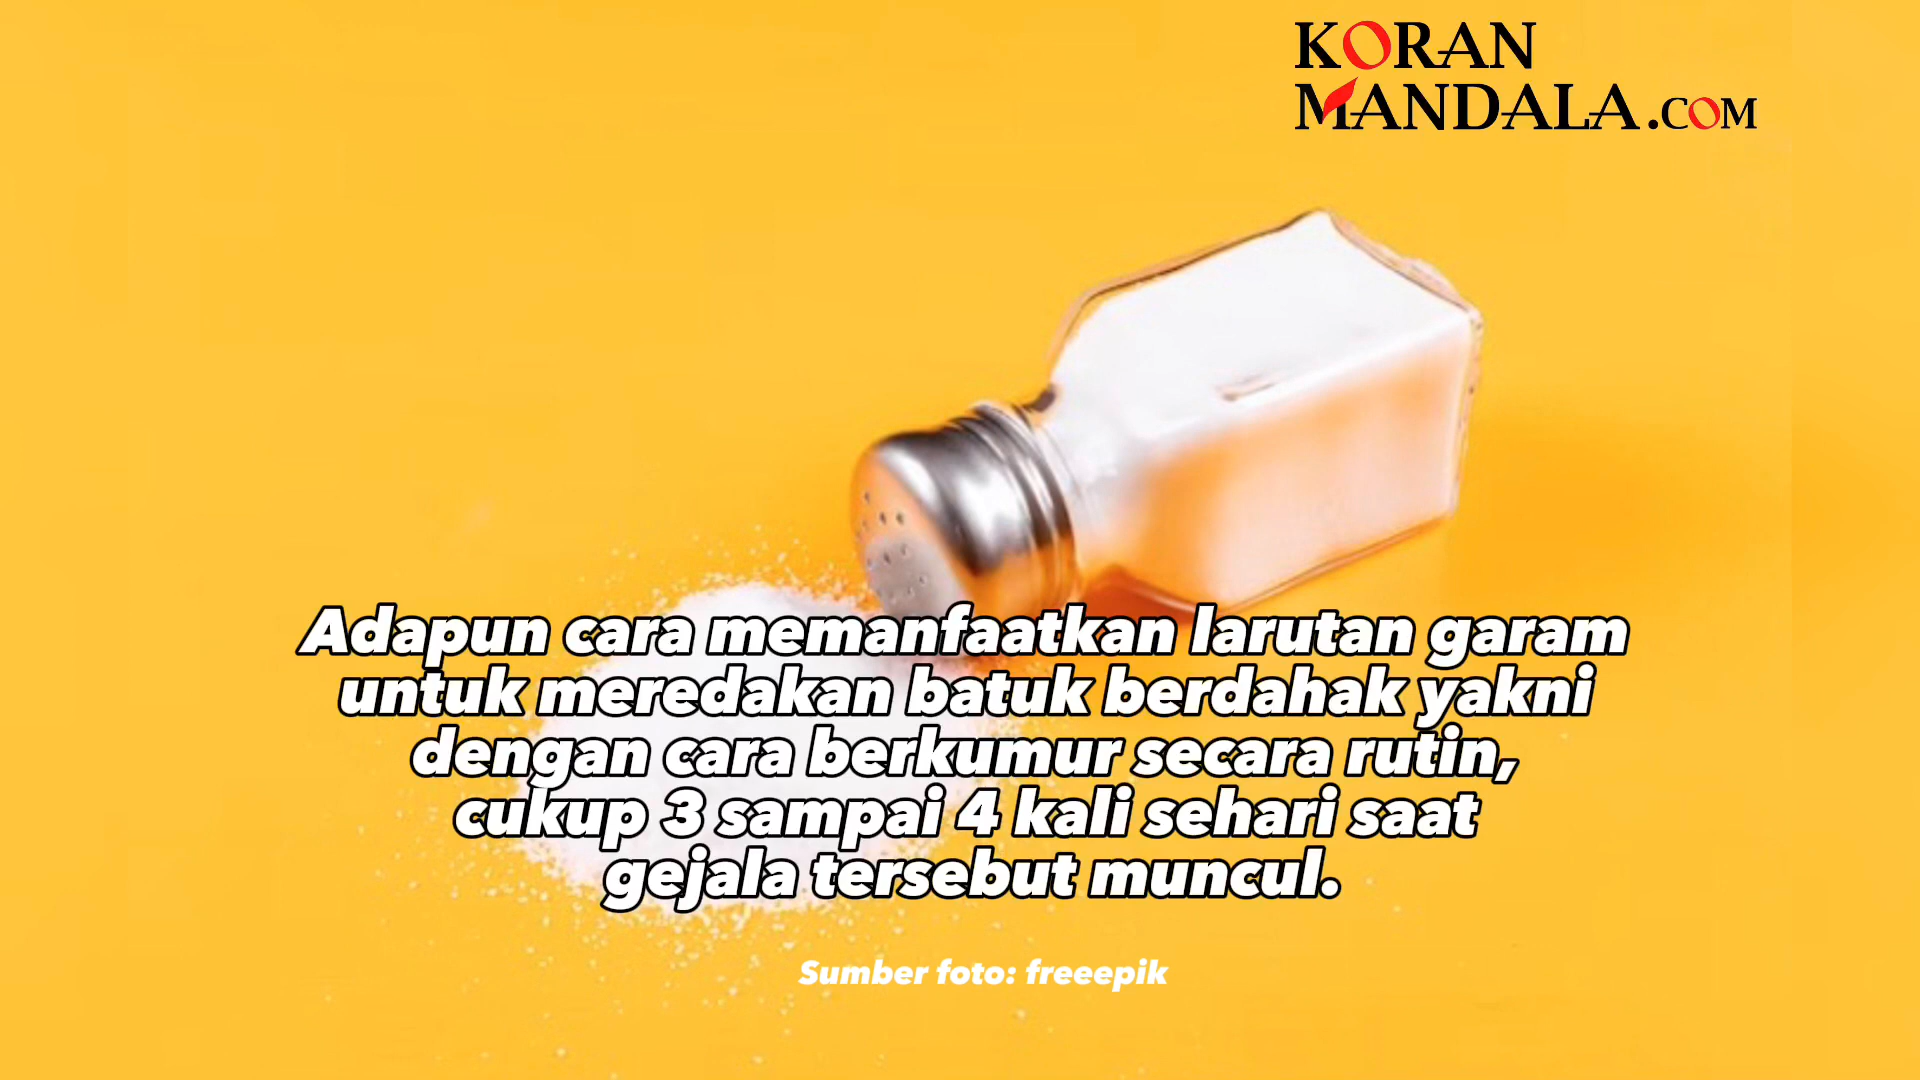 KORAN
MANDALA.COM
Adapun cara memanfaatkan larutan garam
untuk meredakan batuk berdahak yakni
dengan cara berkumur secara rutin,
cukup 3 sampai 4 kali sehari saat
gejala tersebut muncul.
Sumber foto: freeepik